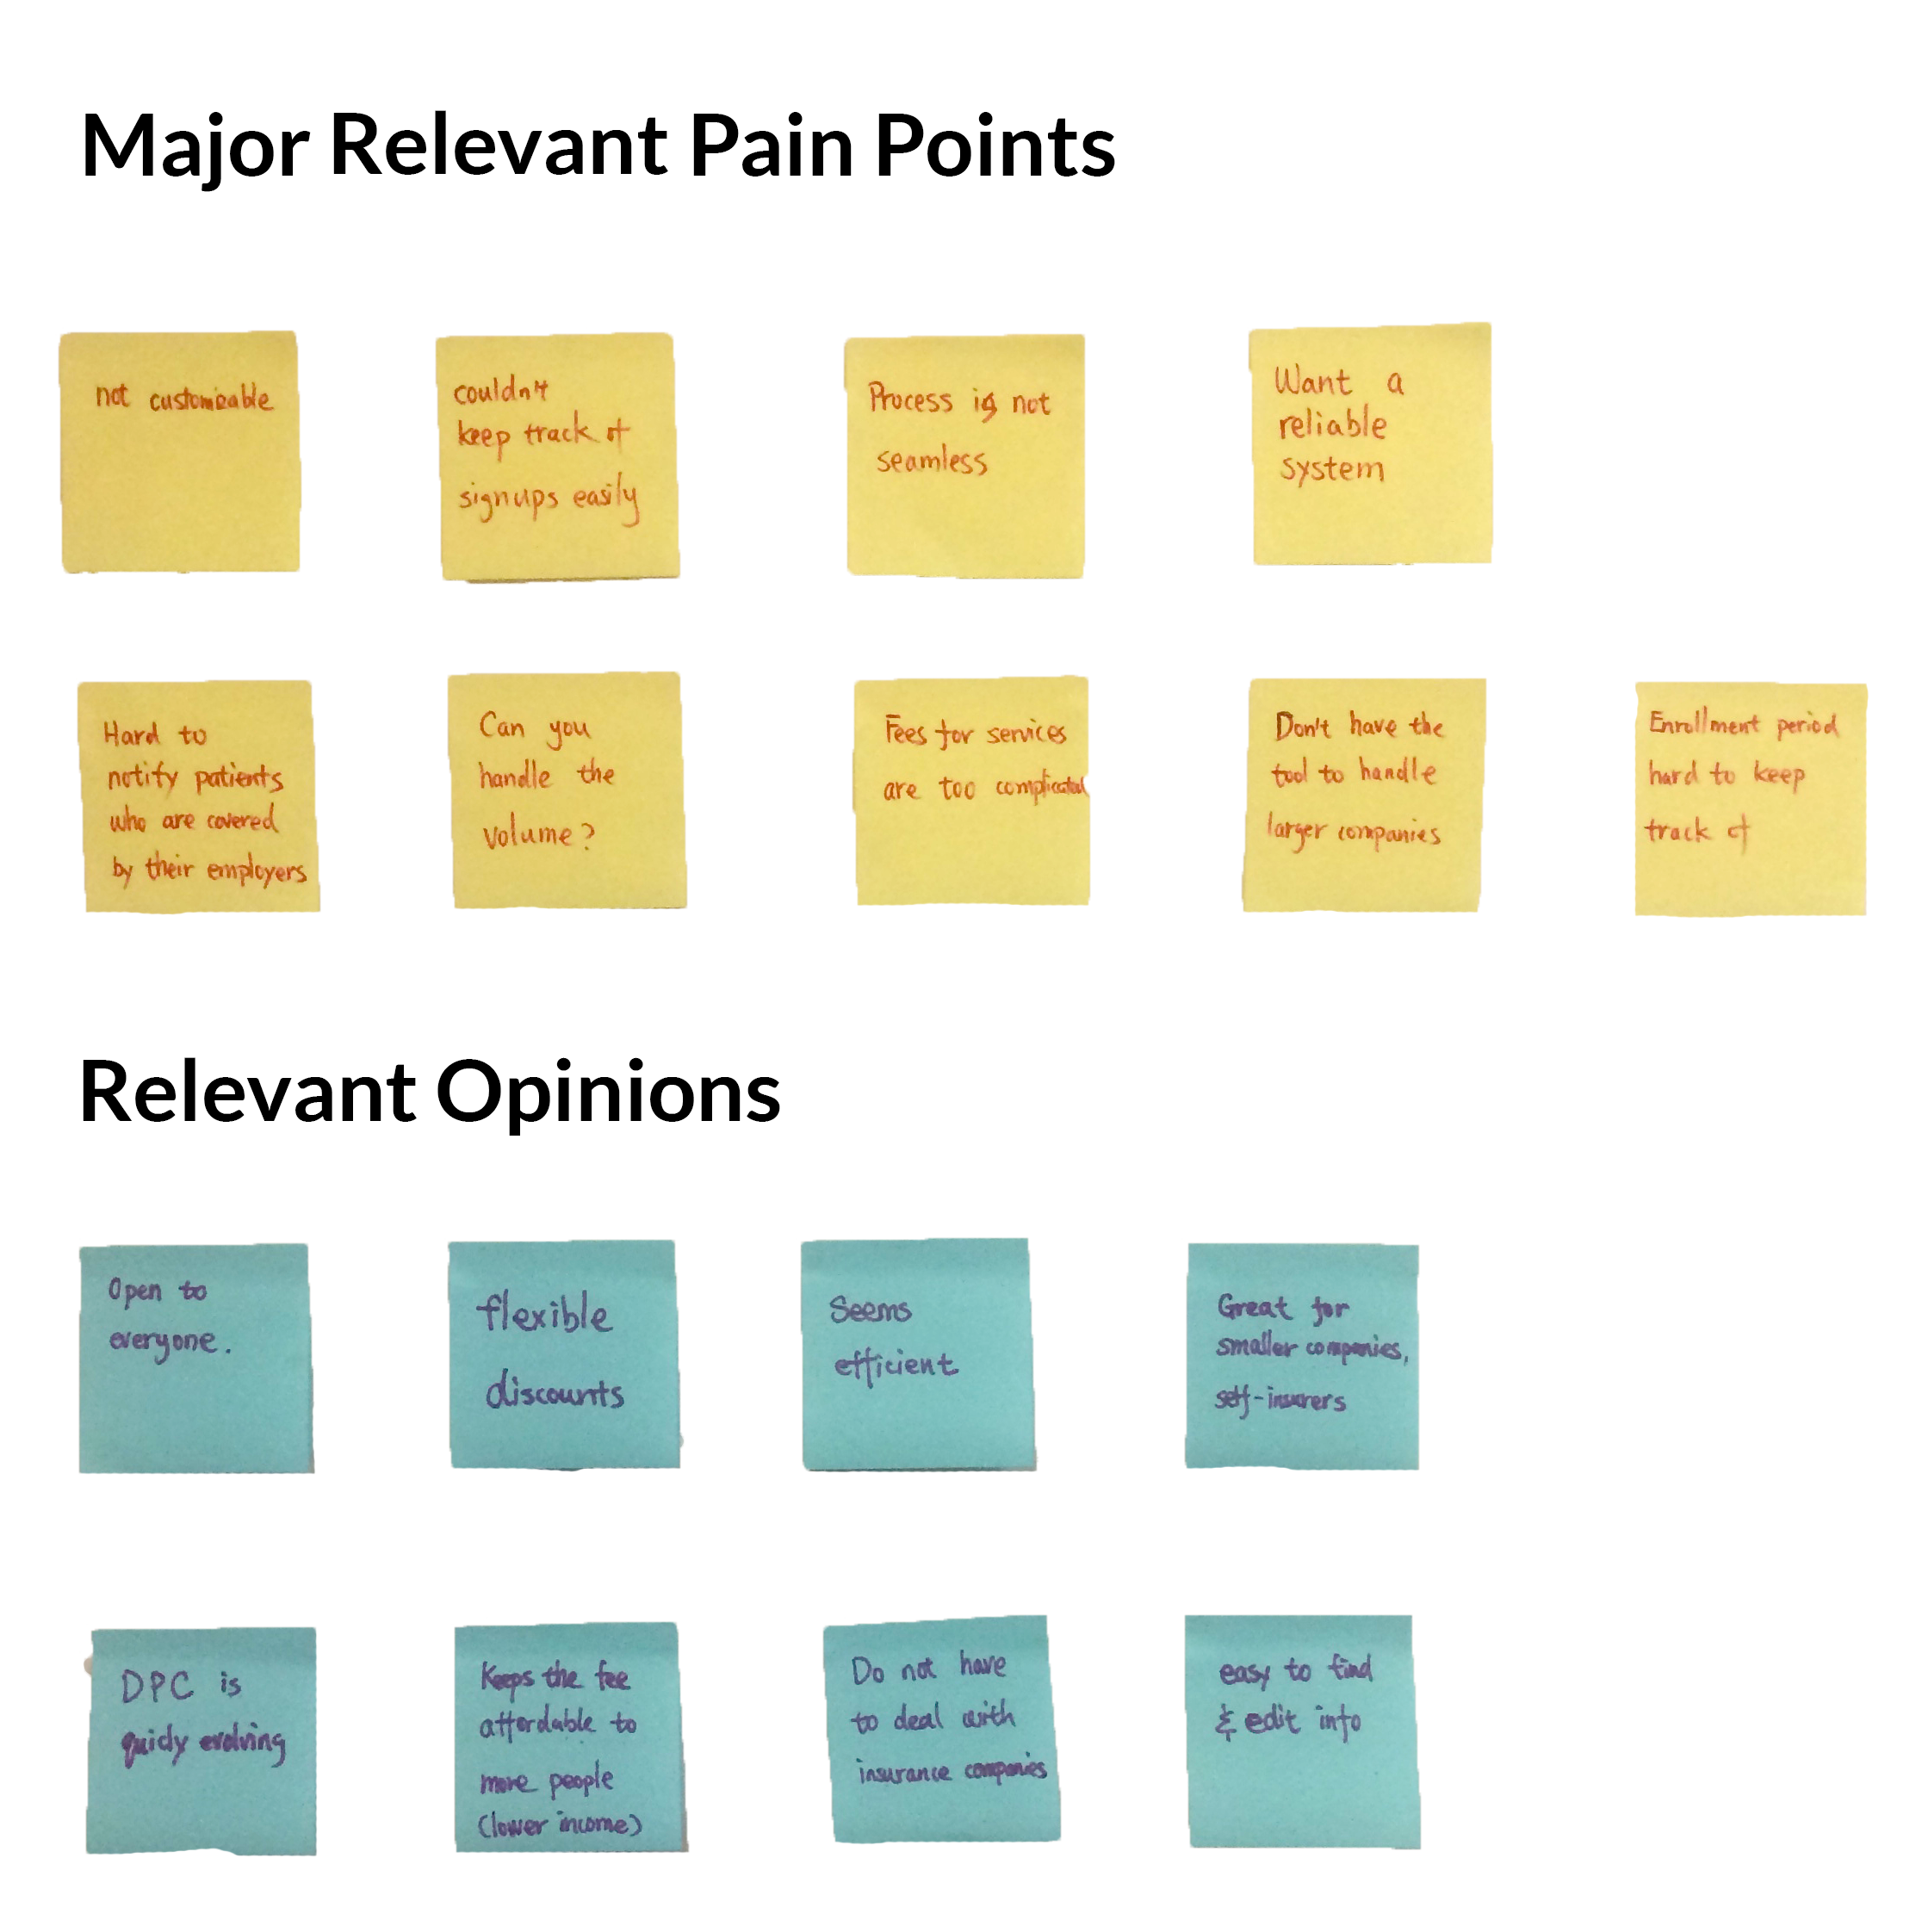 Major Relevant Pain Points
not customizable
couldn't
keep track of
signups easily
Process is not
seamless
Want a
reliable
system
Hard to
notify patients
who are covered
by their employers
Can you
handle the
volume?
Fees for services
are too complicated
Don't have the
tool to handle
larger companies
Enrollment period
hard to keep
track of
Relevant Opinions
Open to
everyone.
flexible
discounts
Seems
efficient
Great for
smaller companies,
self-insurers
DPC is
quicly evolving
Keeps the fee
affordable to
more people
(lower income)
Do not have
to deal with
insurance companies
easy to find
& edit info